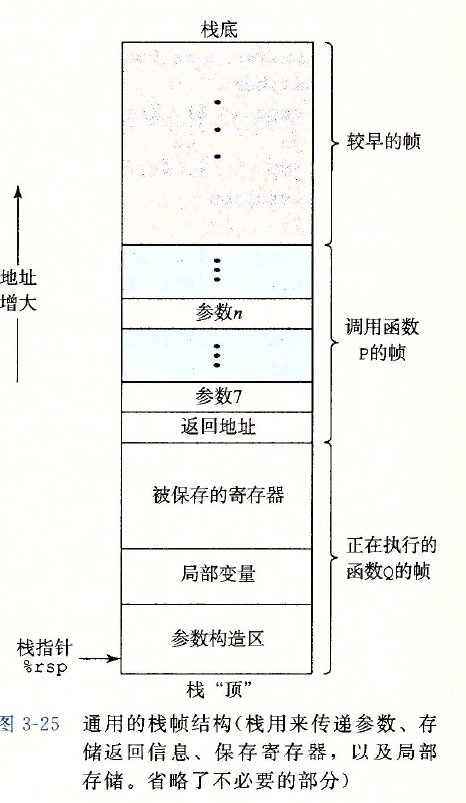 栈底
较早的帧
地址
增大
参数n
调用函数
P的帧
参数7
返回地址
被保存的寄存器
正在执行的
函数Q的帧
局部变量
参数构造区
栈指针
%rsp
栈“顶”
图 3-25 通用的栈帧结构(栈用来传递参数、存
储返回信息、保存寄存器，以及局部
存储。省略了不必要的部分)